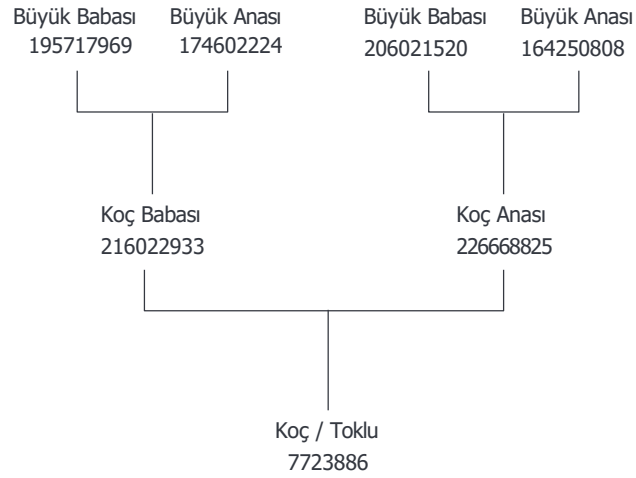 Büyük Babası Büyük Anası Büyük Babası Büyük Anası
195717969 174602224 206021520 164250808
Koç Babası Koç Anası
216022933 226668825
Koç / Toklu
7723886